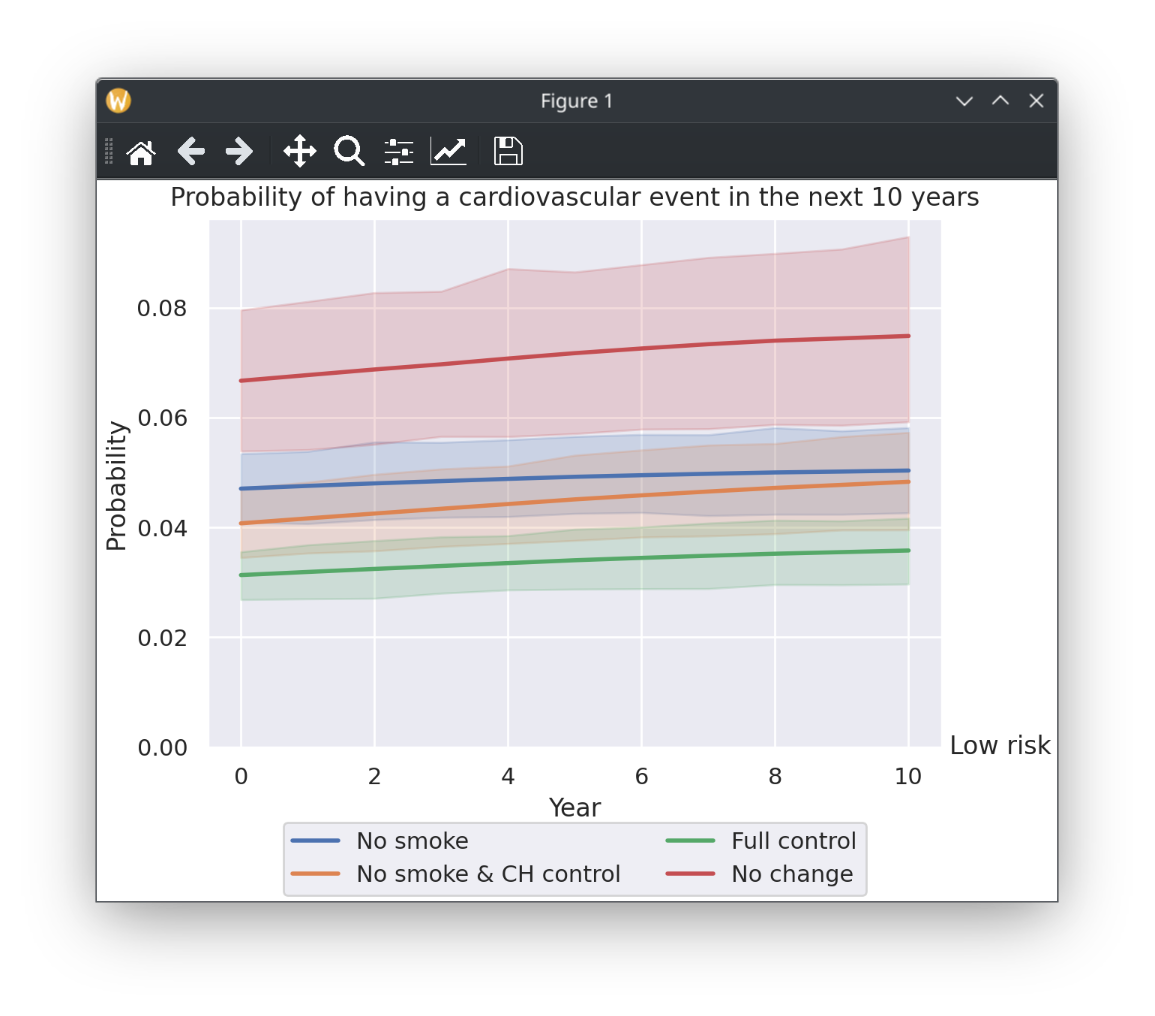 Figure 1
Probability of having a cardiovascular event in the next 10 years
0.08
0.06
0.04
0.02
0.00
Probability
0 2 4 6 8 10
Low risk
Year
No smoke Full control
No smoke & CH control No change